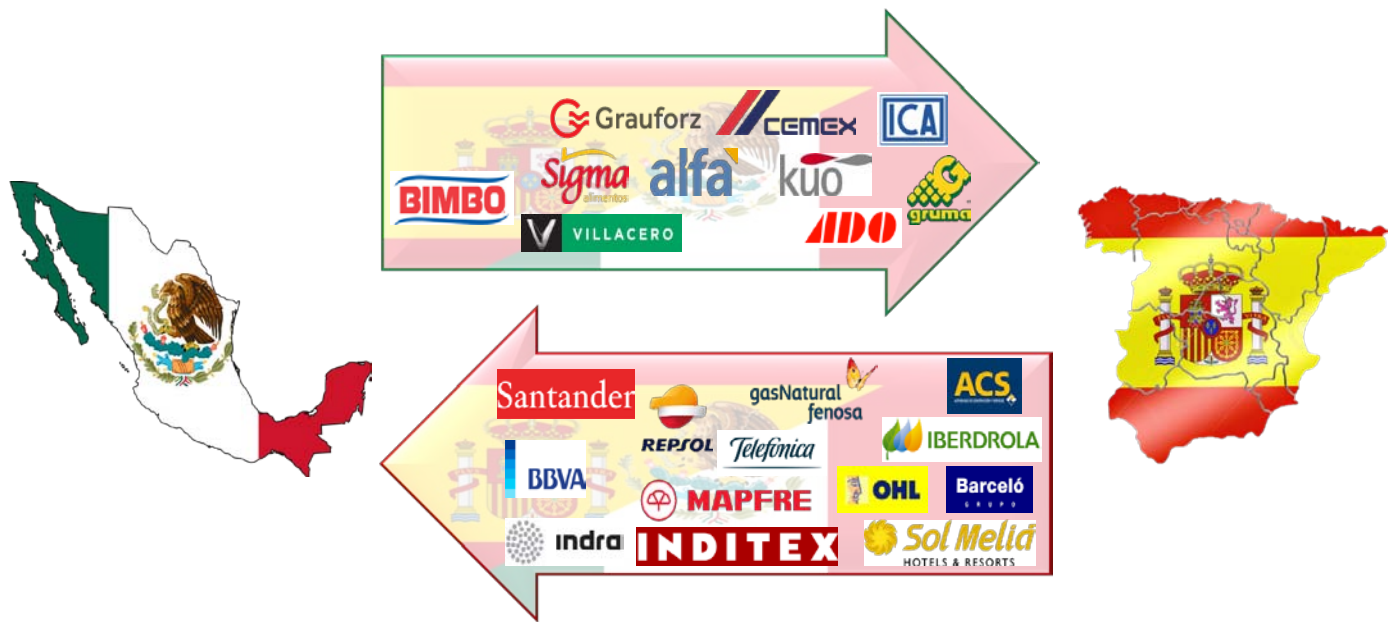 Grauforz
CEMEX
ICA
BIMBO
Sigma
alimentos
alfa
kuo
gruma
VILLACERO
ADO
Santander
REPSOL
gasNatural
fenosa
ACS
BBVA
Telefónica
IBERDROLA
MAPFRE
OHL
Barceló
GRUPO
indra
INDITEX
Sol Meliá
HOTELS & RESORTS